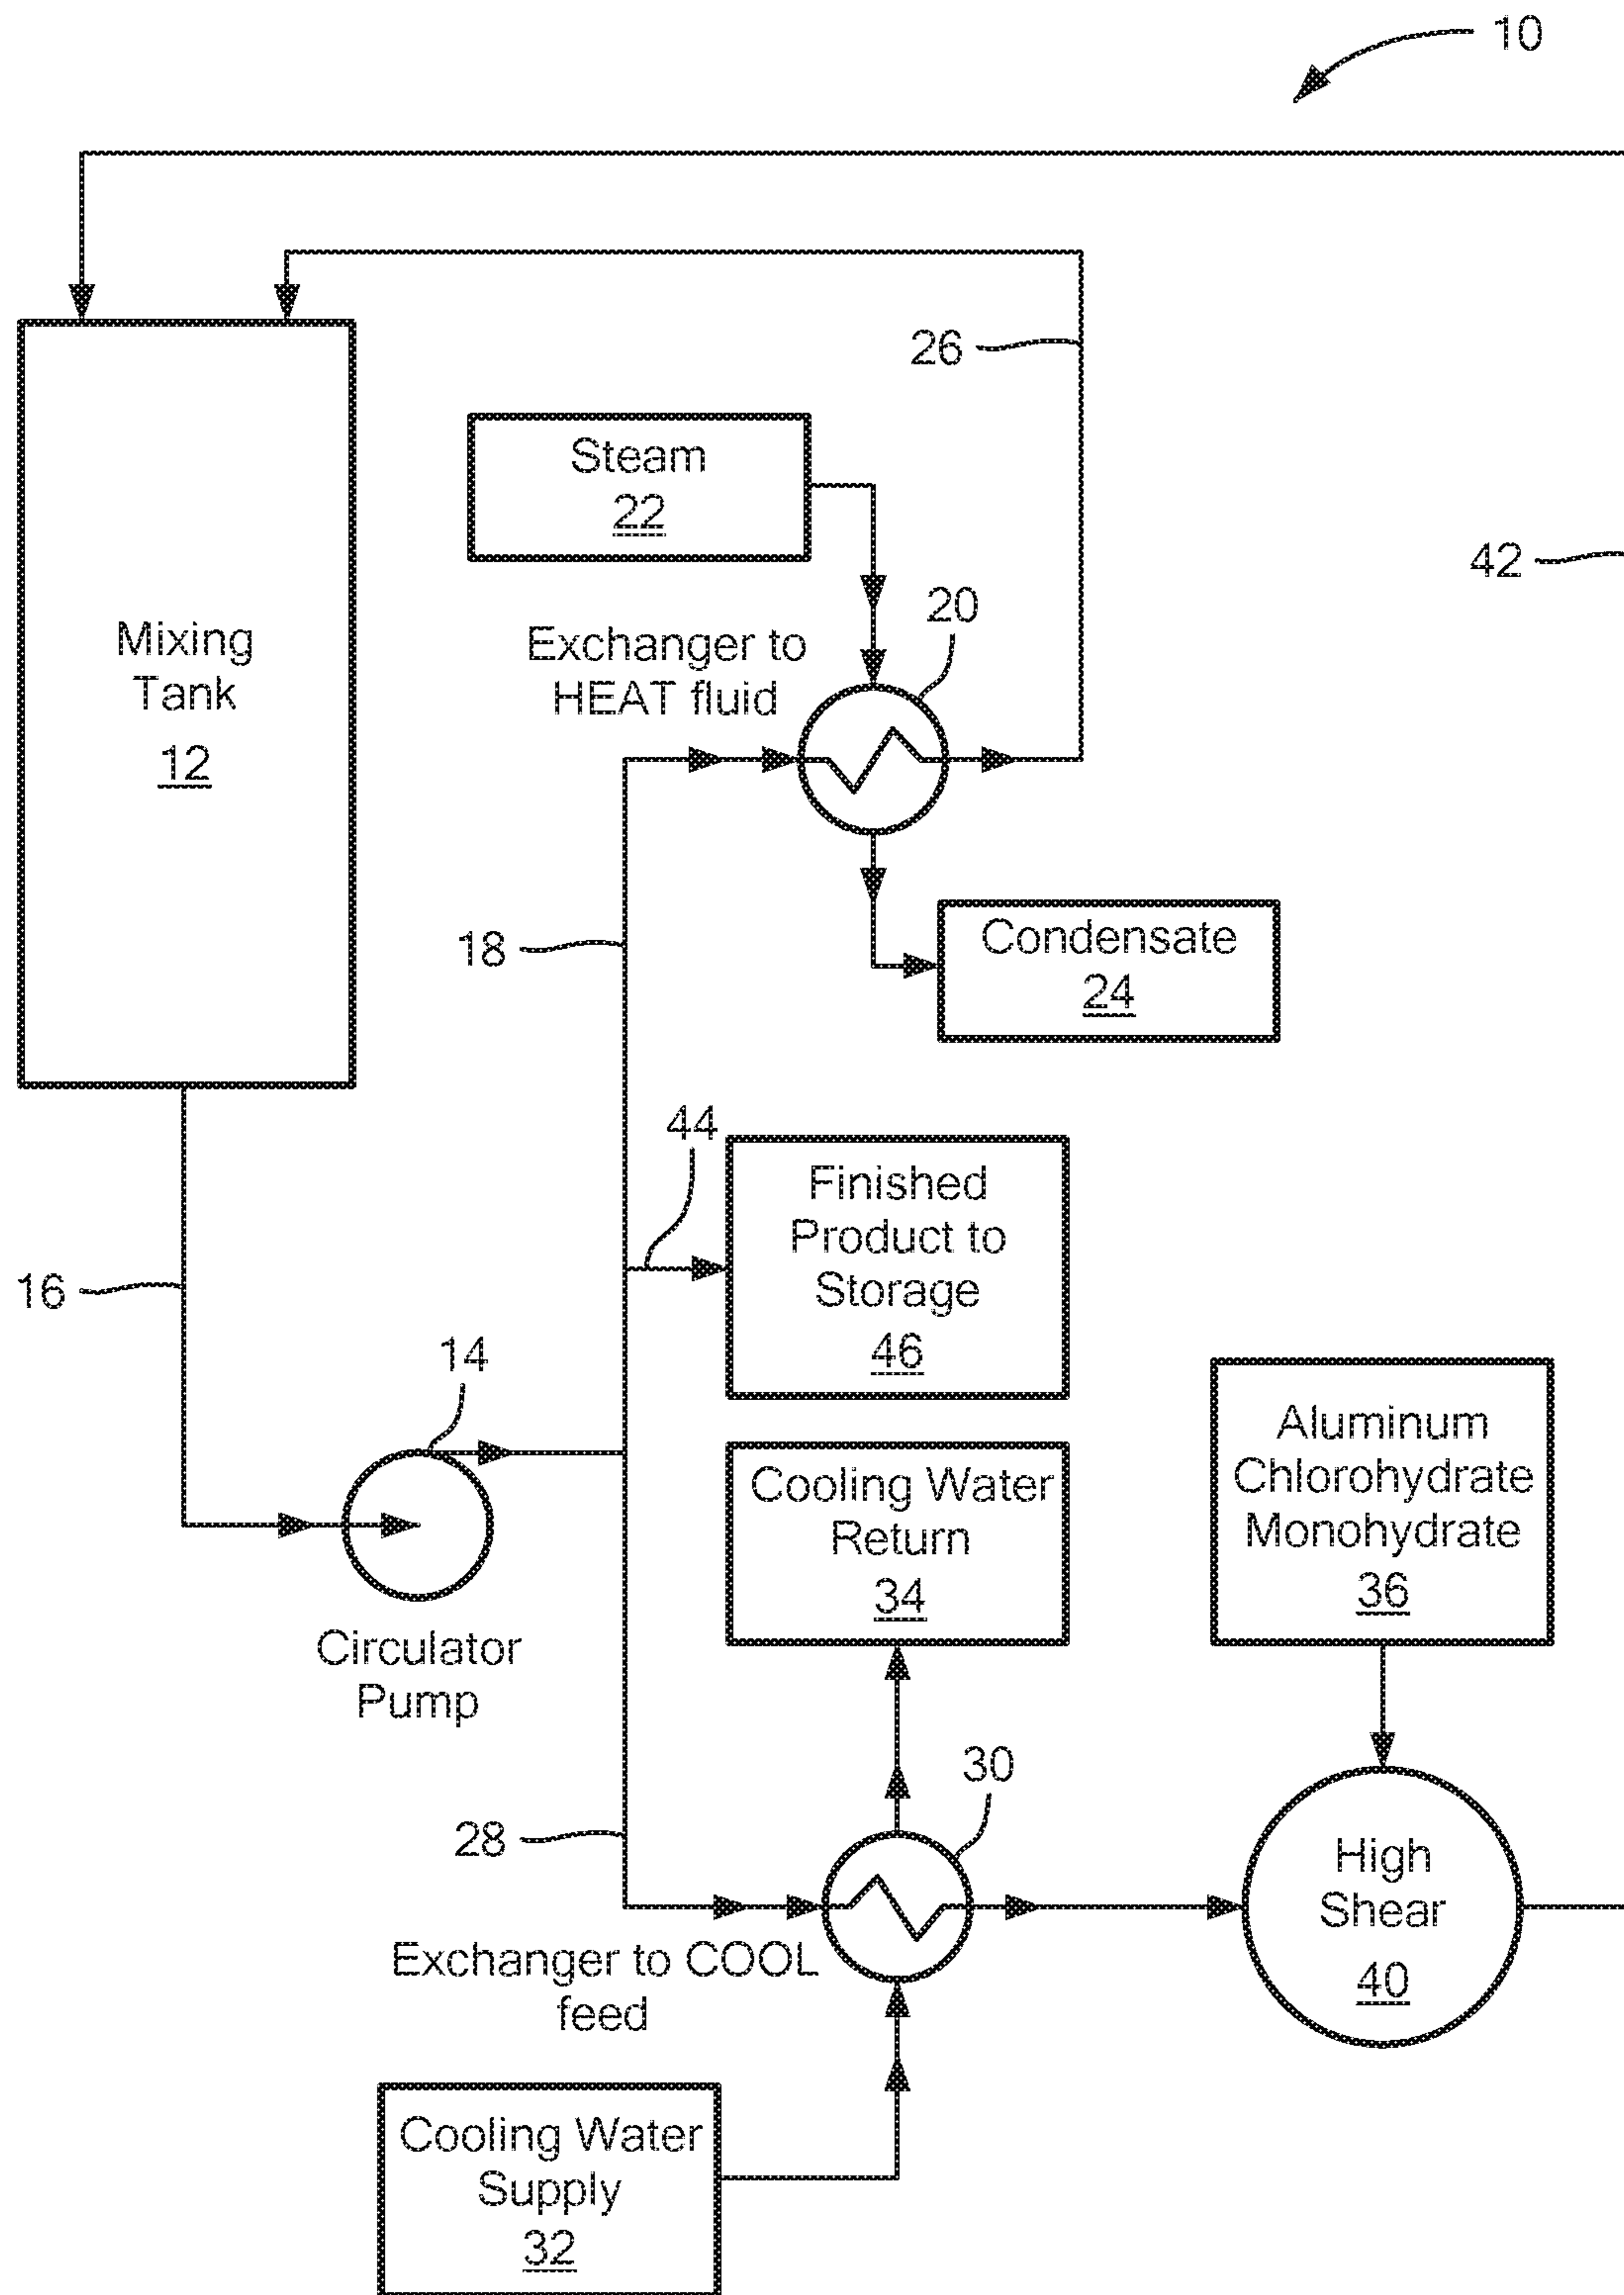 10
26
Steam
22
42
20
Mixing
Tank
12
Exchanger to
HEAT fluid
18
Condensate
24
44
Finished
Product to
Storage
46
16
14
Aluminum
Chlorohydrate
Monohydrate
36
Cooling Water
Return
34
Circulator
Pump
30
28
High
Shear
40
Exchanger to COOL
feed
Cooling Water
Supply
32